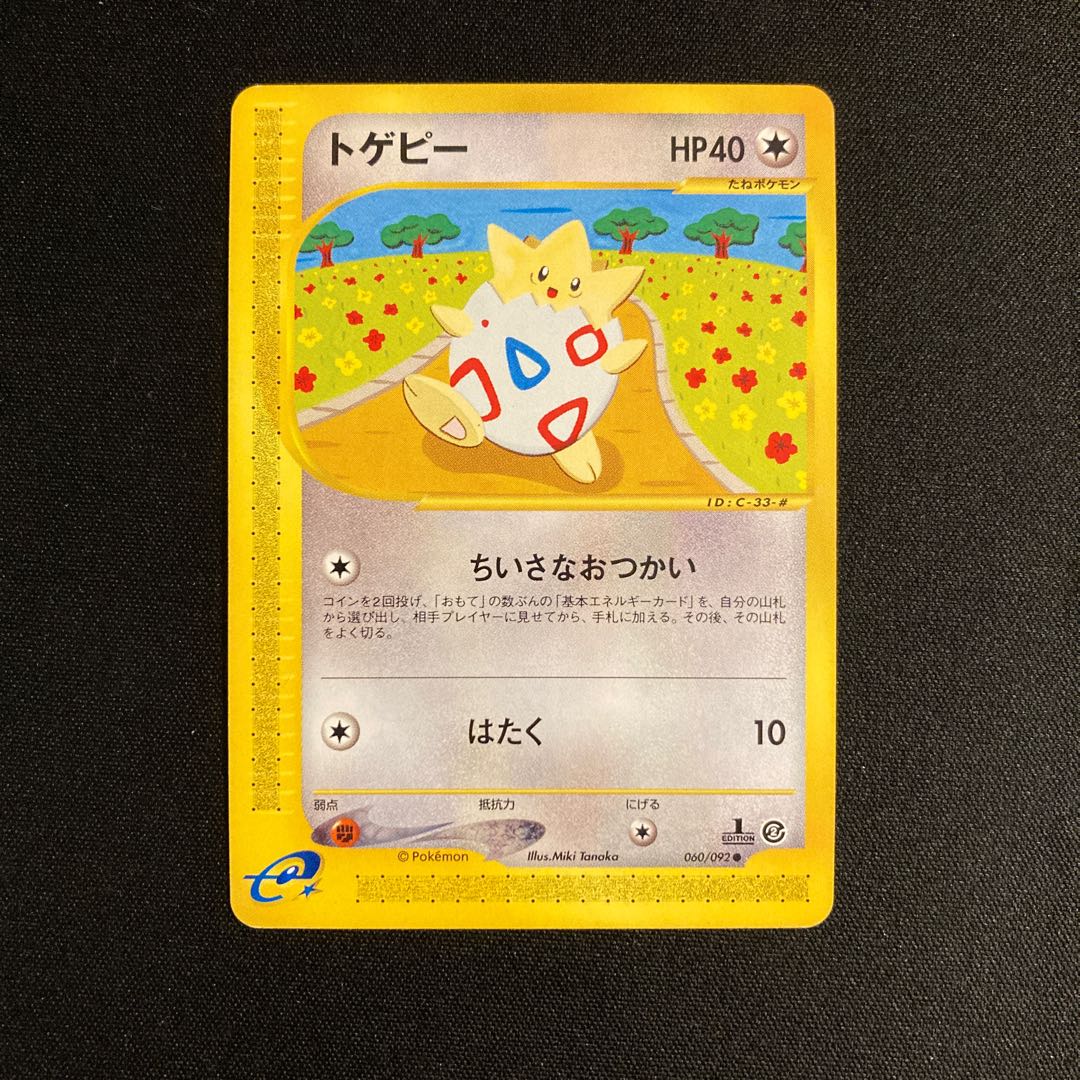 トゲピー HP40
たねポケモン
ID : C-33-#
ちいさなおつかい
コインを2回投げ、「おもて」の数ぶんの「基本エネルギーカード」を、自分の山札
から選び出し、相手プレイヤーに見せてから、手札に加える。その後、その山札
をよく切る。
はたく 10
弱点 抵抗力 にげる
1 EDITION
© Pokémon Illus.Miki Tanaka 060/092 ●
e